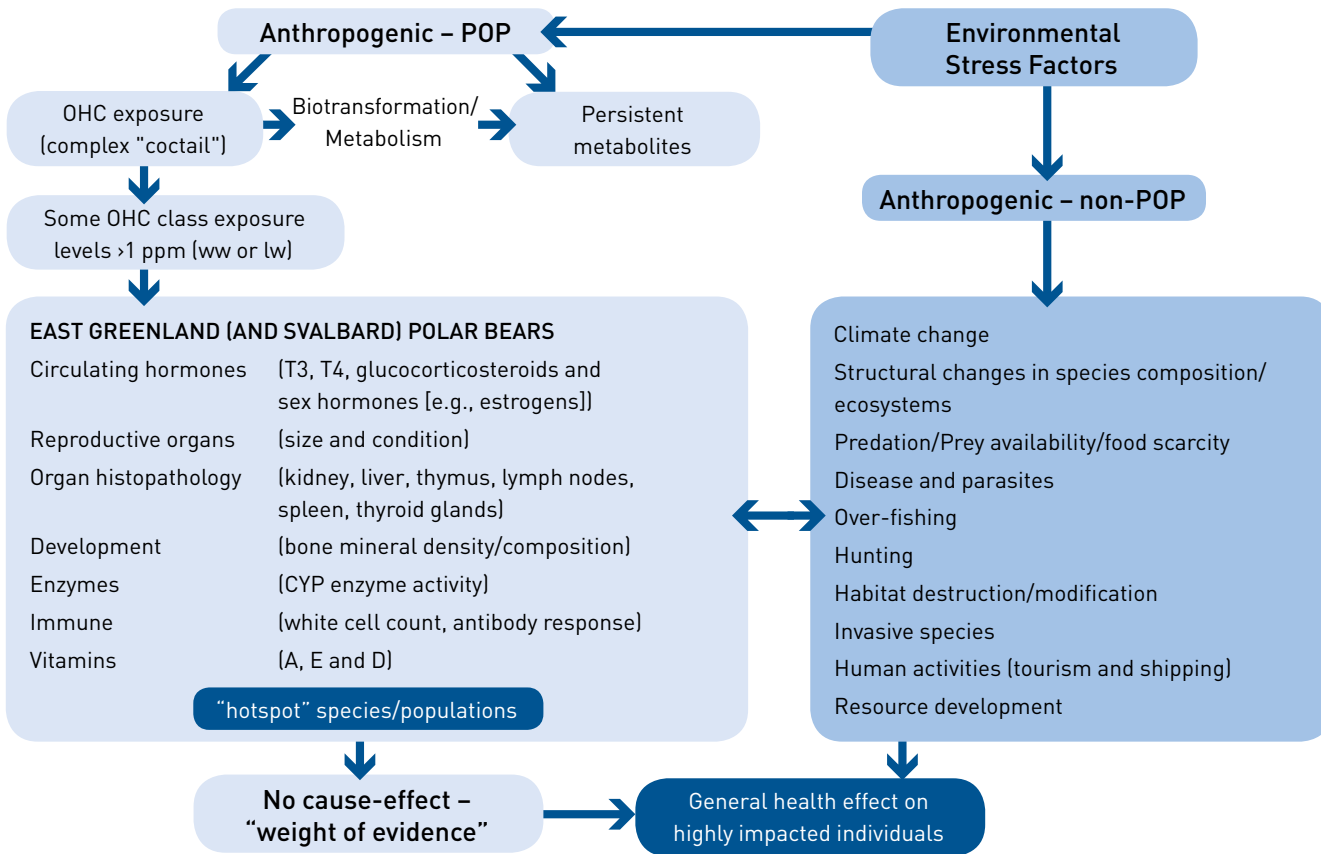 Anthropogenic – POP
Environmental
Stress Factors
OHC exposure
(complex "coctail")
Biotransformation/
Metabolism
Persistent
metabolites
Some OHC class exposure
levels ›1 ppm (ww or lw)
Anthropogenic – non-POP
EAST GREENLAND (AND SVALBARD) POLAR BEARS
Circulating hormones (T3, T4, glucocorticosteroids and
sex hormones [e.g., estrogens])
Reproductive organs (size and condition)
Organ histopathology (kidney, liver, thymus, lymph nodes,
spleen, thyroid glands)
Development (bone mineral density/composition)
Enzymes (CYP enzyme activity)
Immune (white cell count, antibody response)
Vitamins (A, E and D)
“hotspot” species/populations
Climate change
Structural changes in species composition/
ecosystems
Predation/Prey availability/food scarcity
Disease and parasites
Over-fishing
Hunting
Habitat destruction/modification
Invasive species
Human activities (tourism and shipping)
Resource development
No cause-effect –
“weight of evidence”
General health effect on
highly impacted individuals